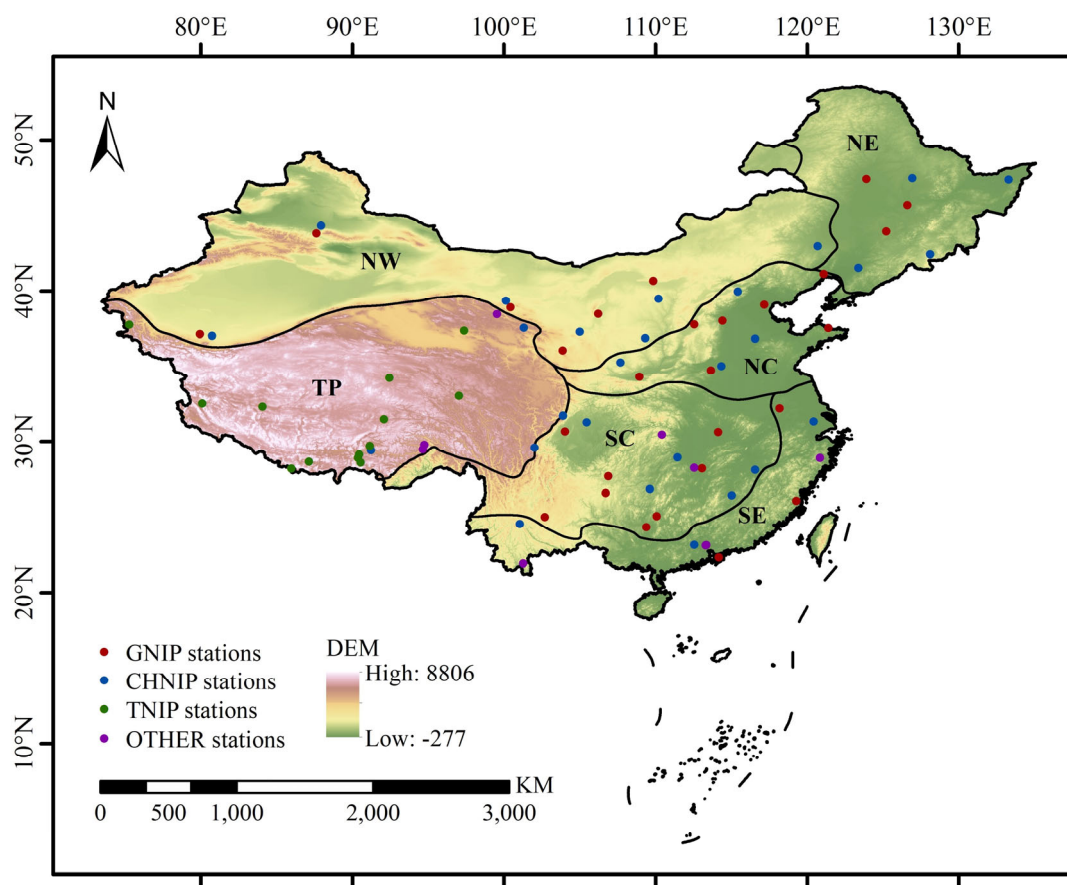 80°E 90°E 100°E 110°E 120°E 130°E
N
50°N
40°N
30°N
20°N
10°N
NE
NW
NC
TP
SC
SE
GNIP stations
CHNIP stations
TNIP stations
OTHER stations
DEM
High: 8806
Low: -277
KM
0 500 1,000 2,000 3,000